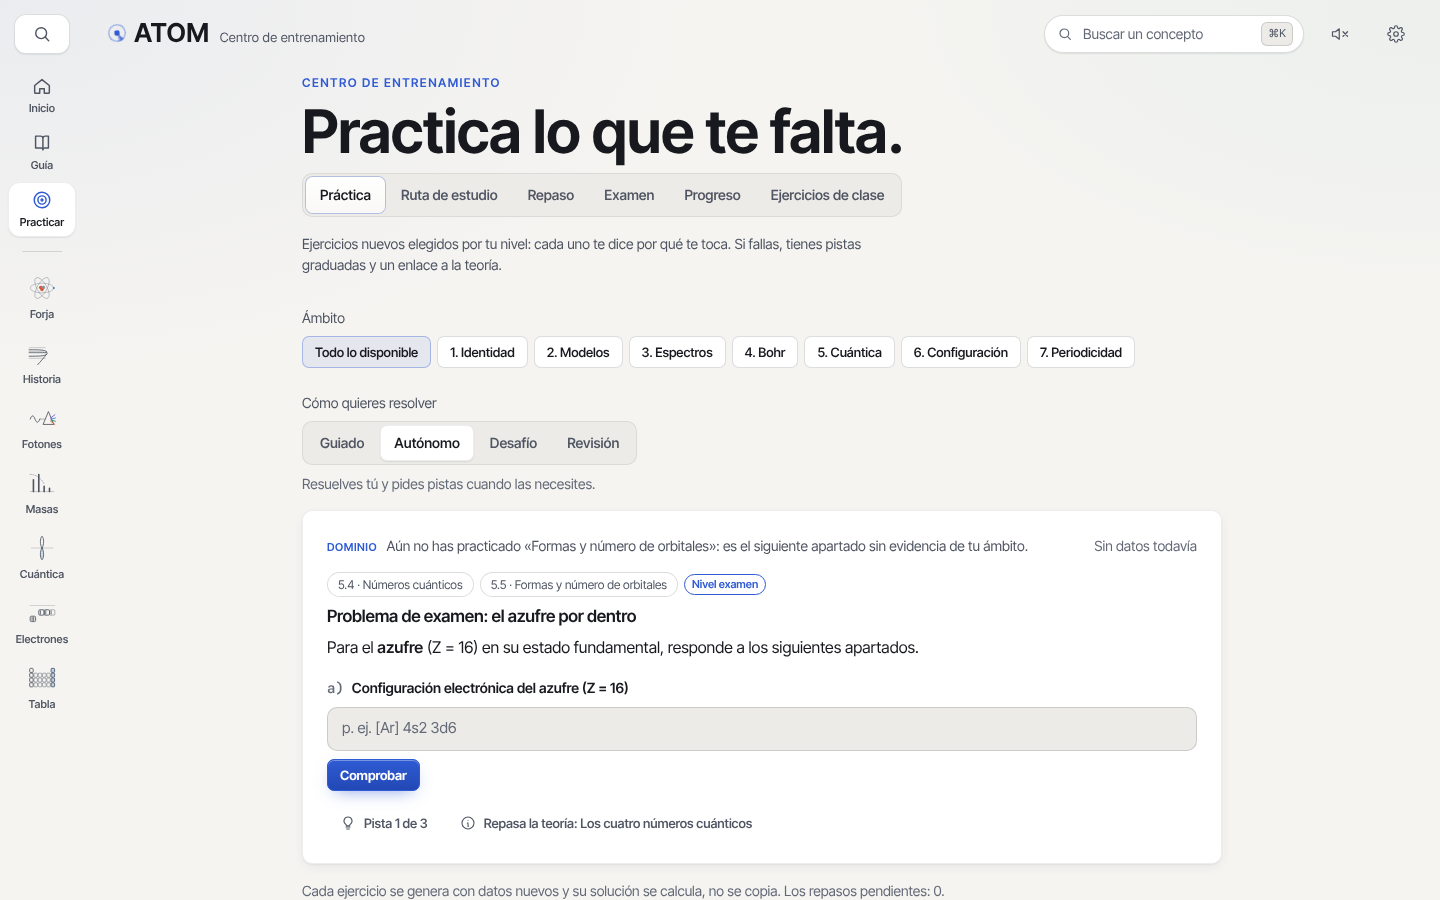 ATOM Centro de entrenamiento
Buscar un concepto ⌘K
Inicio
Guía
Practicar
Forja
Historia
Fotones
Masas
Cuántica
Electrones
Tabla
CENTRO DE ENTRENAMIENTO
Practica lo que te falta.
Práctica Ruta de estudio Repaso Examen Progreso Ejercicios de clase
Ejercicios nuevos elegidos por tu nivel: cada uno te dice por qué te toca. Si fallas, tienes pistas
graduadas y un enlace a la teoría.
Ámbito
Todo lo disponible 1. Identidad 2. Modelos 3. Espectros 4. Bohr 5. Cuántica 6. Configuración 7. Periodicidad
Cómo quieres resolver
Guiado Autónomo Desafío Revisión
Resuelves tú y pides pistas cuando las necesites.
DOMINIO Aún no has practicado «Formas y número de orbitales»: es el siguiente apartado sin evidencia de tu ámbito. Sin datos todavía
5.4 · Números cuánticos 5.5 · Formas y número de orbitales Nivel examen
Problema de examen: el azufre por dentro
Para el azufre (Z = 16) en su estado fundamental, responde a los siguientes apartados.
a) Configuración electrónica del azufre (Z = 16)
p. ej. [Ar] 4s2 3d6
Comprobar
Pista 1 de 3 Repasa la teoría: Los cuatro números cuánticos
Cada ejercicio se genera con datos nuevos y su solución se calcula, no se copia. Los repasos pendientes: 0.